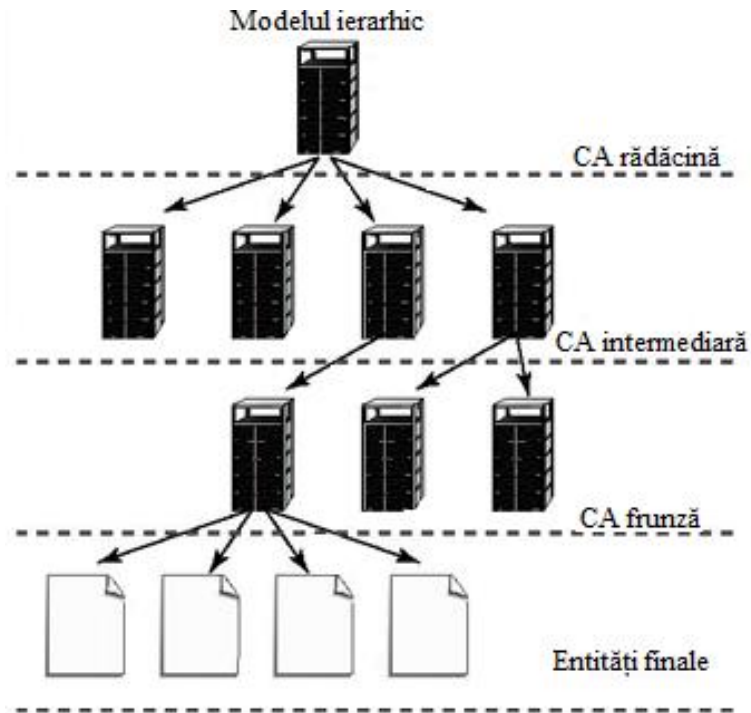 Modelul ierarhic
CA rădăcină
CA intermediară
CA frunză
Entități finale